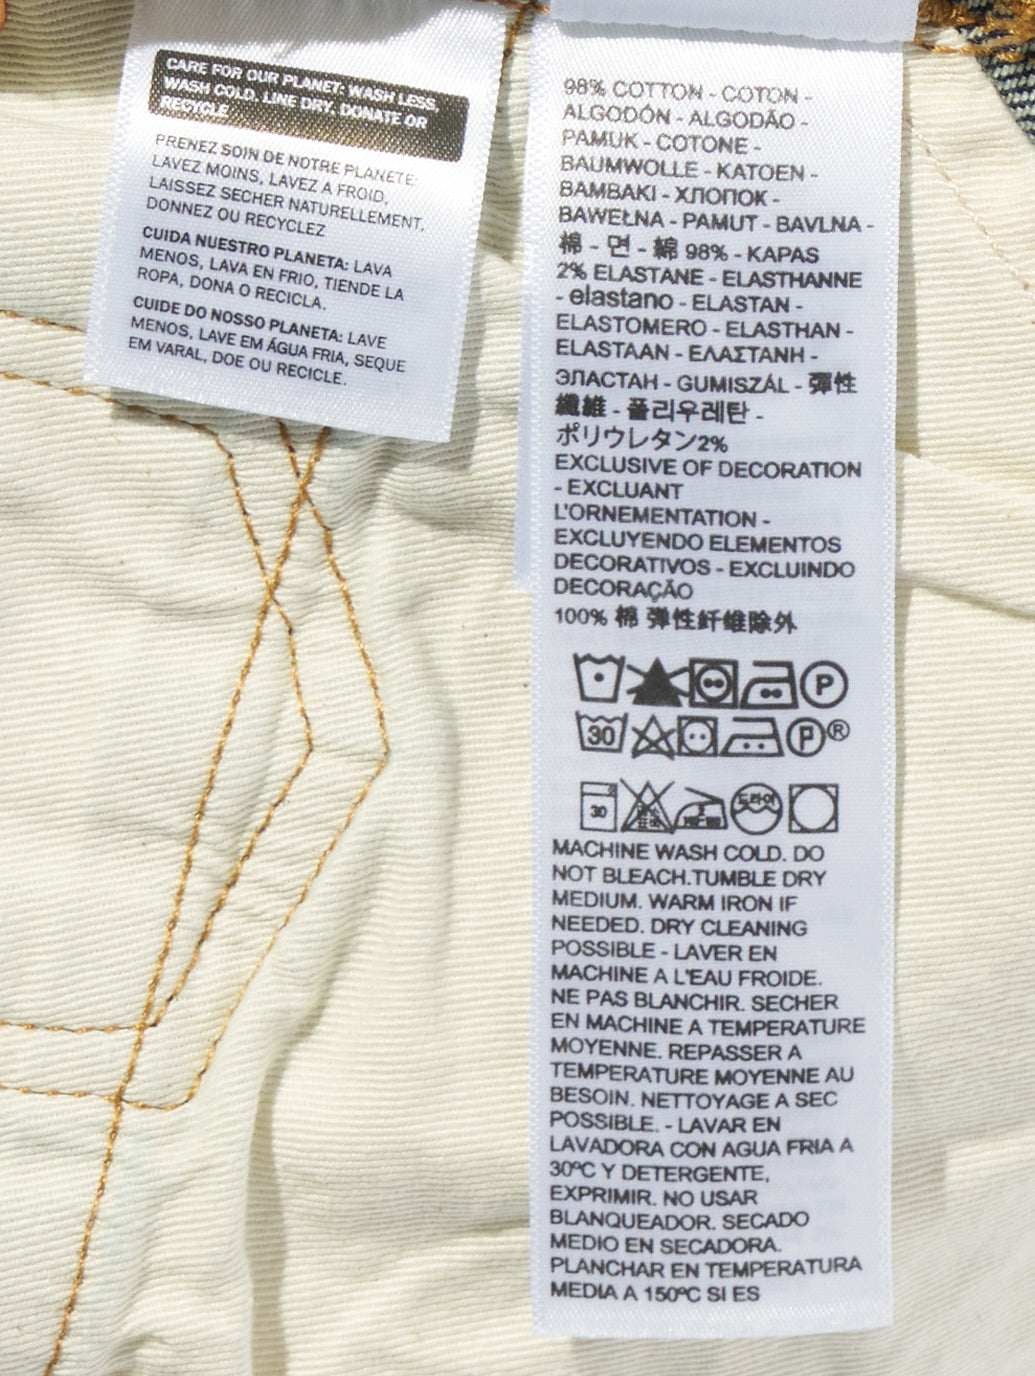 CARE FOR OUR PLANET: WASH LESS,
WASH COLD, LINE DRY, DONATE OR
RECYCLE
PRENEZ SOIN DE NOTRE PLANETE:
LAVEZ MOINS, LAVEZ A FROID,
LAISSEZ SECHER NATURELLEMENT,
DONNEZ OU RECYCLEZ
CUIDA NUESTRO PLANETA: LAVA
MENOS, LAVA EN FRIO, TIENDE LA
ROPA, DONA O RECICLA.
CUIDE DO NOSSO PLANETA: LAVE
MENOS, LAVE EM ÁGUA FRIA, SEQUE
EM VARAL, DOE OU RECICLE.
98% COTTON - COTON -
ALGODÓN - ALGODÃO -
PAMUK - COTONE -
BAUMWOLLE - KATOEN -
BAMBAKI - ХЛОПОК -
BAWEŁNA - PAMUT - BAVLNA -
棉 - 면 - 綿 98% - KAPAS
2% ELASTANE - ELASTHANNE
- elastano - ELASTAN -
ELASTOMERO - ELASTHAN -
ELASTAAN - ΕΛΑΣΤΑΝΗ -
ЭЛАСТАН - GUMISZÁL - 彈性
纖維 - 폴리우레탄 -
ポリウレタン2%
EXCLUSIVE OF DECORATION
- EXCLUANT
L'ORNEMENTATION -
EXCLUYENDO ELEMENTOS
DECORATIVOS - EXCLUINDO
DECORAÇÃO
100% 棉 弹性纤维除外
P
30 P ®
30 드라이
MACHINE WASH COLD. DO
NOT BLEACH.TUMBLE DRY
MEDIUM. WARM IRON IF
NEEDED. DRY CLEANING
POSSIBLE - LAVER EN
MACHINE A L'EAU FROIDE.
NE PAS BLANCHIR. SECHER
EN MACHINE A TEMPERATURE
MOYENNE. REPASSER A
TEMPERATURE MOYENNE AU
BESOIN. NETTOYAGE A SEC
POSSIBLE. - LAVAR EN
LAVADORA CON AGUA FRIA A
30ºC Y DETERGENTE,
EXPRIMIR. NO USAR
BLANQUEADOR. SECADO
MEDIO EN SECADORA.
PLANCHAR EN TEMPERATURA
MEDIA A 150ºC SI ES